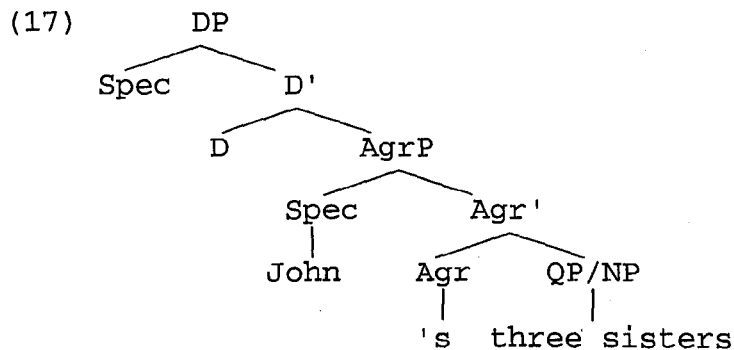 (17) DP
Spec D'
D AgrP
Spec Agr'
John Agr QP/NP
's three sisters